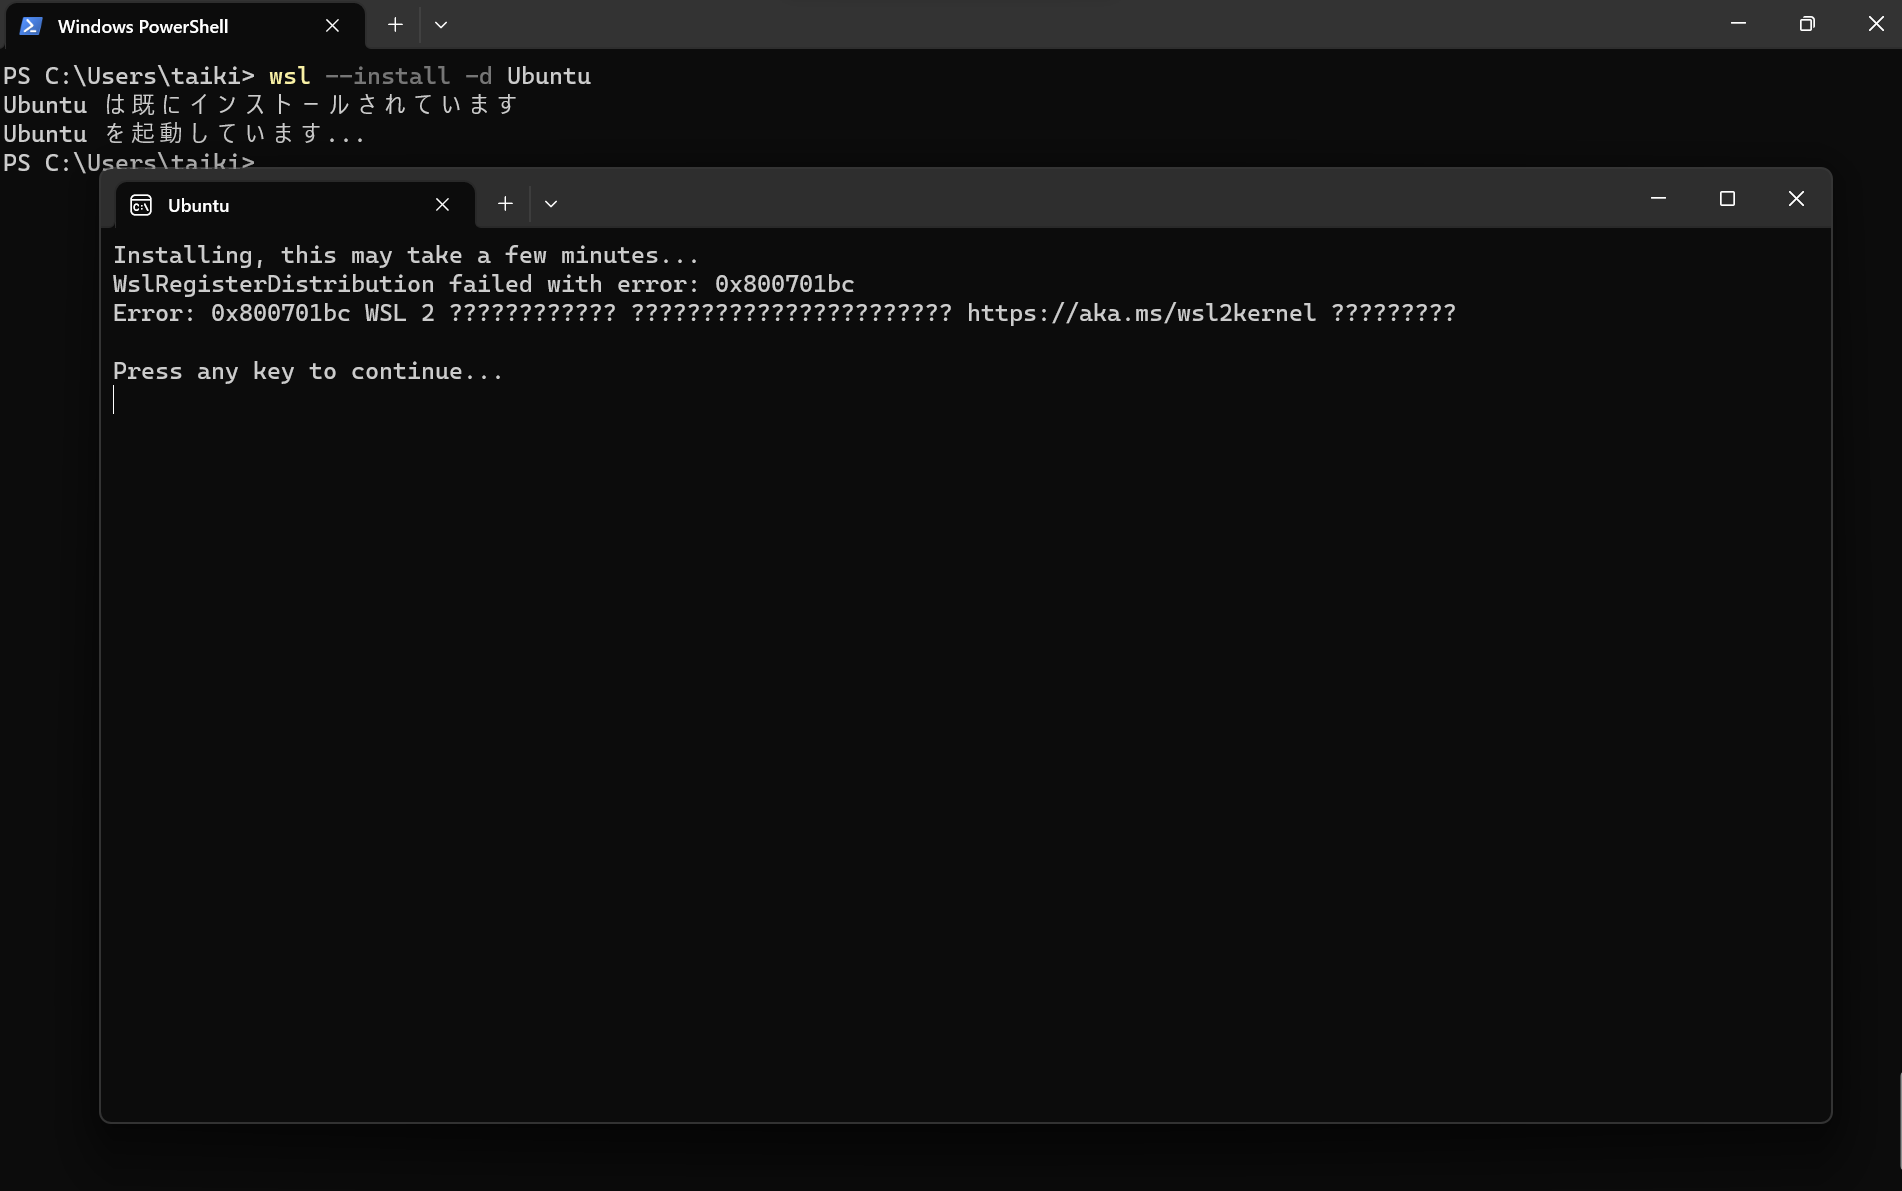 Windows PowerShell
PS C:\Users\taiki> wsl --install -d Ubuntu
Ubuntu は既にインストールされています
Ubuntu を起動しています...
PS C:\Users\taiki>
Ubuntu
Installing, this may take a few minutes...
WslRegisterDistribution failed with error: 0x800701bc
Error: 0x800701bc WSL 2 ???????????? ??????????????????????? https://aka.ms/wsl2kernel ?????????
Press any key to continue...